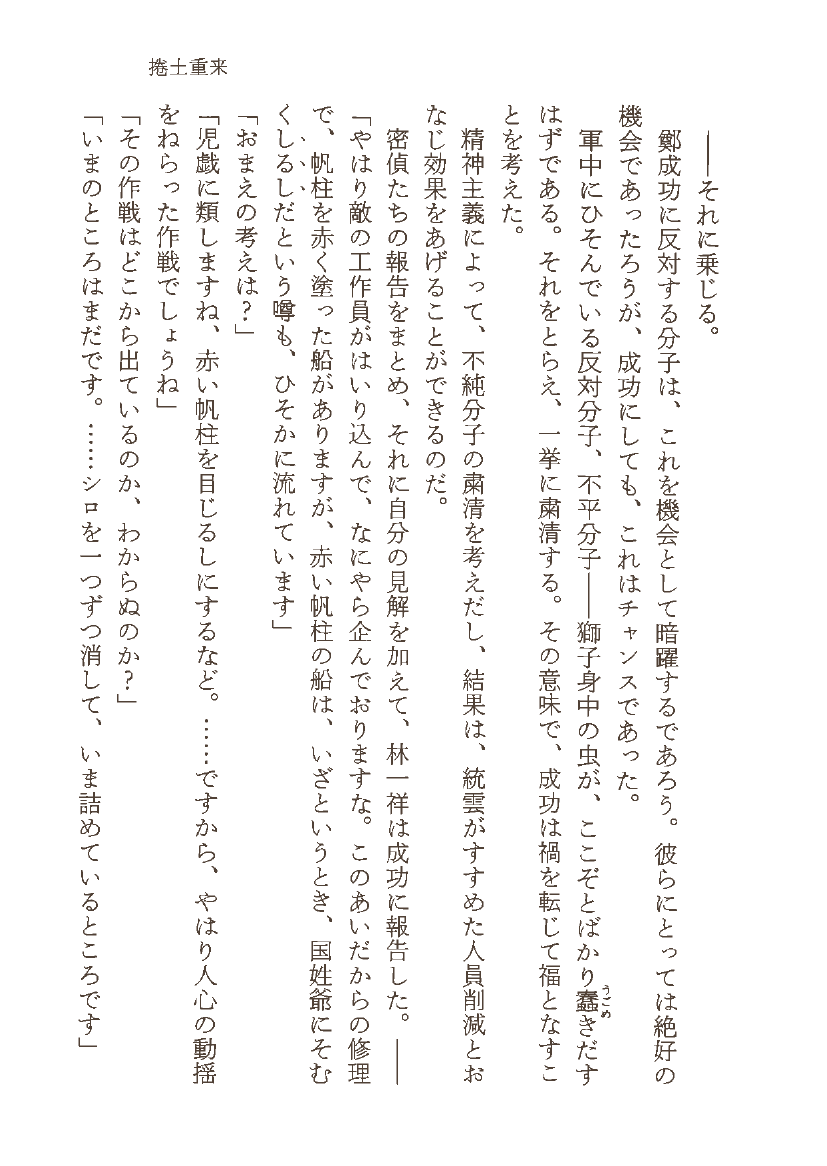 捲土重来
――それに乗じる。
鄭成功に反対する分子は、これを機会として暗躍するであろう。彼らにとっては絶好の
機会であったろうが、成功にしても、これはチャンスであった。
軍中にひそんでいる反対分子、不平分子――獅子身中の虫が、ここぞとばかり蠢きだす
うごめ
はずである。それをとらえ、一挙に粛清する。その意味で、成功は禍を転じて福となすこ
とを考えた。
精神主義によって、不純分子の粛清を考えだし、結果は、統雲がすすめた人員削減とお
なじ効果をあげることができるのだ。
密偵たちの報告をまとめ、それに自分の見解を加えて、林一祥は成功に報告した。――
「やはり敵の工作員がはいり込んで、なにやら企んでおりますな。このあいだからの修理
で、帆柱を赤く塗った船がありますが、赤い帆柱の船は、いざというとき、国姓爺にそむ
くしるしだという噂も、ひそかに流れています」
「おまえの考えは？」
「児戯に類しますね、赤い帆柱を目じるしにするなど。……ですから、やはり人心の動揺
をねらった作戦でしょうね」
「その作戦はどこから出ているのか、わからぬのか？」
「いまのところはまだです。……シロを一つずつ消して、いま詰めているところです」